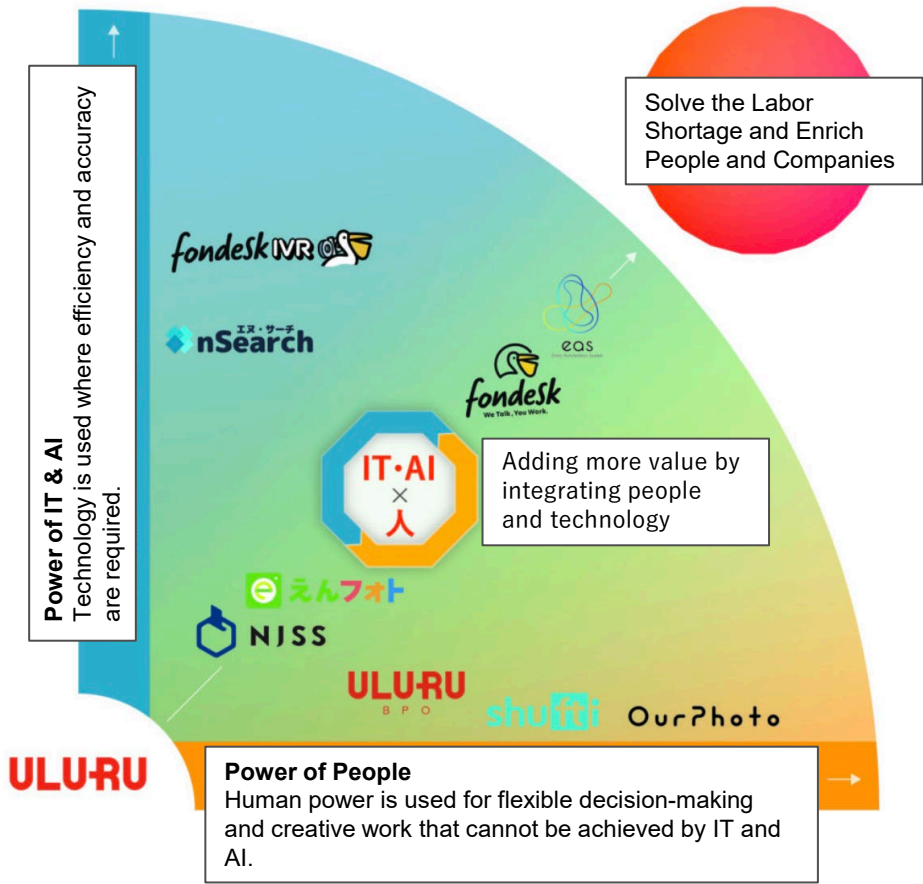 Power of IT & AI
Technology is used where efficiency and accuracy
are required.
Solve the Labor
Shortage and Enrich
People and Companies
fondesk IVR
エヌ・サーチ
nSearch
eas
fondesk
We Talk, You Work.
IT・AI
×
人
Adding more value by
integrating people
and technology
e えんフォト
NJSS
ULURU
BPO
shufti
OurPhoto
ULURU
Power of People
Human power is used for flexible decision-making
and creative work that cannot be achieved by IT and
AI.